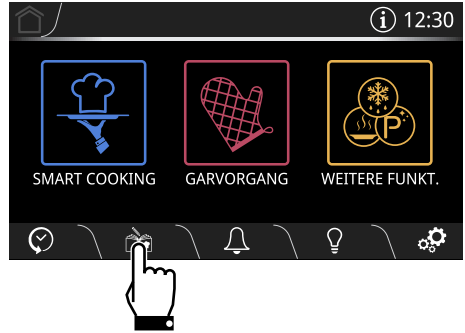 12:30
SMART COOKING
GARVORGANG
WEITERE FUNKT.
P